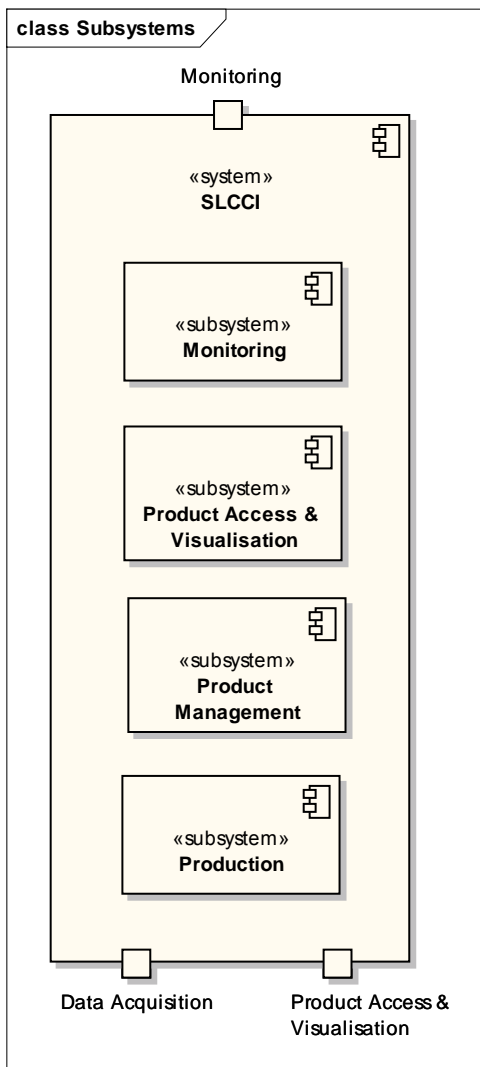 class Subsystems
Monitoring
«system»
SLCCI
«subsystem»
Monitoring
«subsystem»
Product Access &
Visualisation
«subsystem»
Product
Management
«subsystem»
Production
Data Acquisition
Product Access &
Visualisation